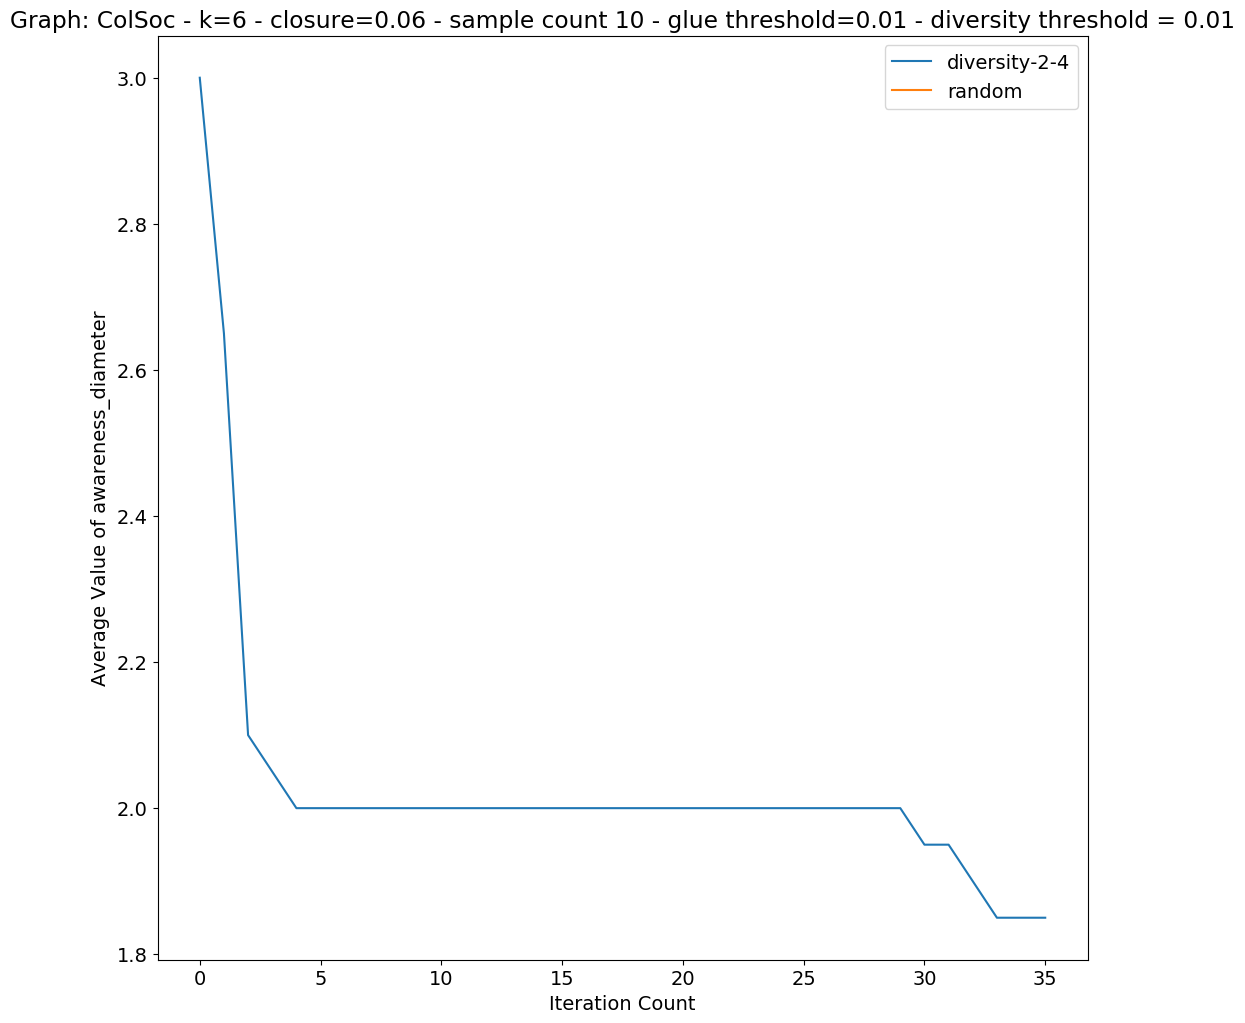 Graph: ColSoc - k=6 - closure=0.06 - sample count 10 - glue threshold=0.01 - diversity threshold = 0.01
diversity-2-4
random
3.0
2.8
2.6
2.4
2.2
2.0
1.8
Average Value of awareness_diameter
0 5 10 15 20 25 30 35
Iteration Count